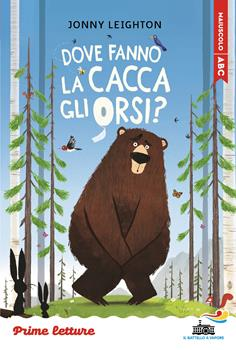 JONNY LEIGHTON
DOVE FANNO
LA CACCA
GLI ORSI?
MAIUSCOLO
ABC
Prime letture
IL BATTELLO A VAPORE